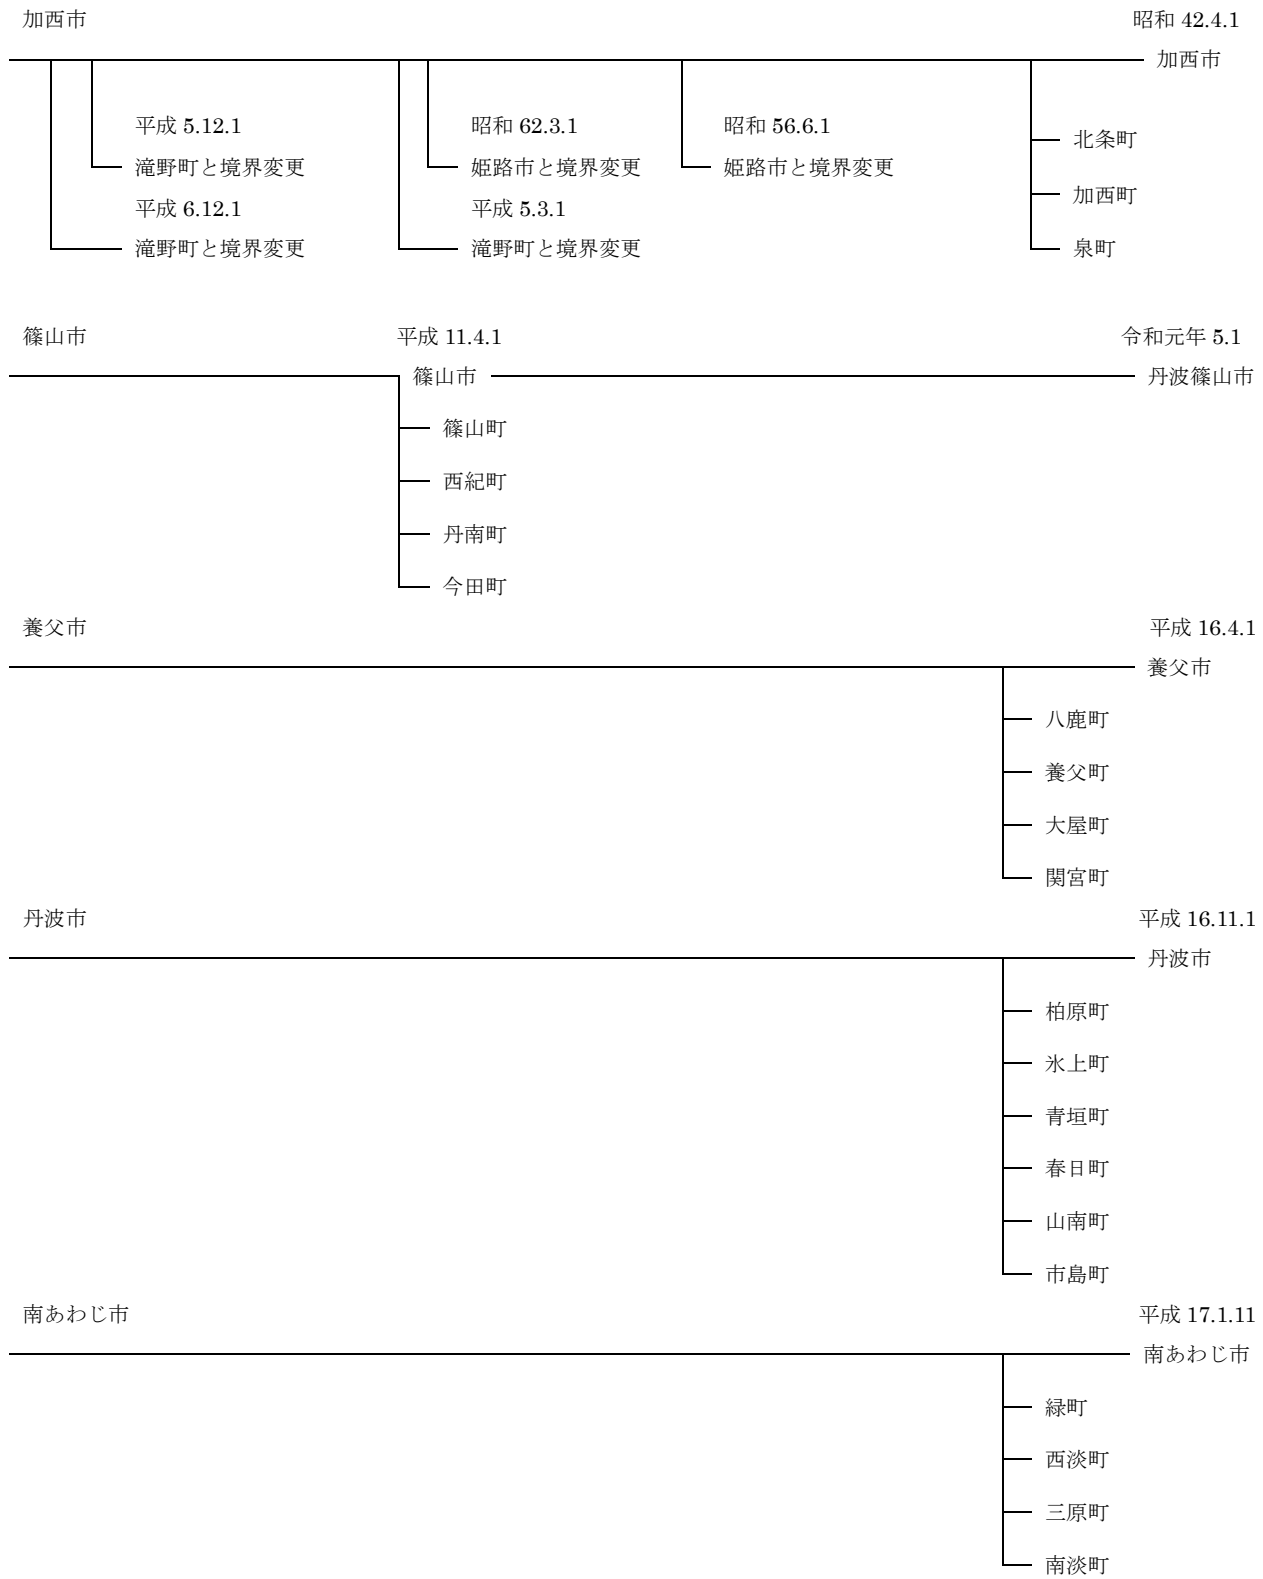 加西市 昭和 42.4.1
加西市
平成 5.12.1 昭和 62.3.1 昭和 56.6.1
北条町
滝野町と境界変更 姫路市と境界変更 姫路市と境界変更
加西町
平成 6.12.1 平成 5.3.1
滝野町と境界変更 滝野町と境界変更 泉町
篠山市 平成 11.4.1 令和元年 5.1
篠山市 丹波篠山市
篠山町
西紀町
丹南町
今田町
養父市 平成 16.4.1
養父市
八鹿町
養父町
大屋町
関宮町
丹波市 平成 16.11.1
丹波市
柏原町
氷上町
青垣町
春日町
山南町
市島町
南あわじ市 平成 17.1.11
南あわじ市
緑町
西淡町
三原町
南淡町